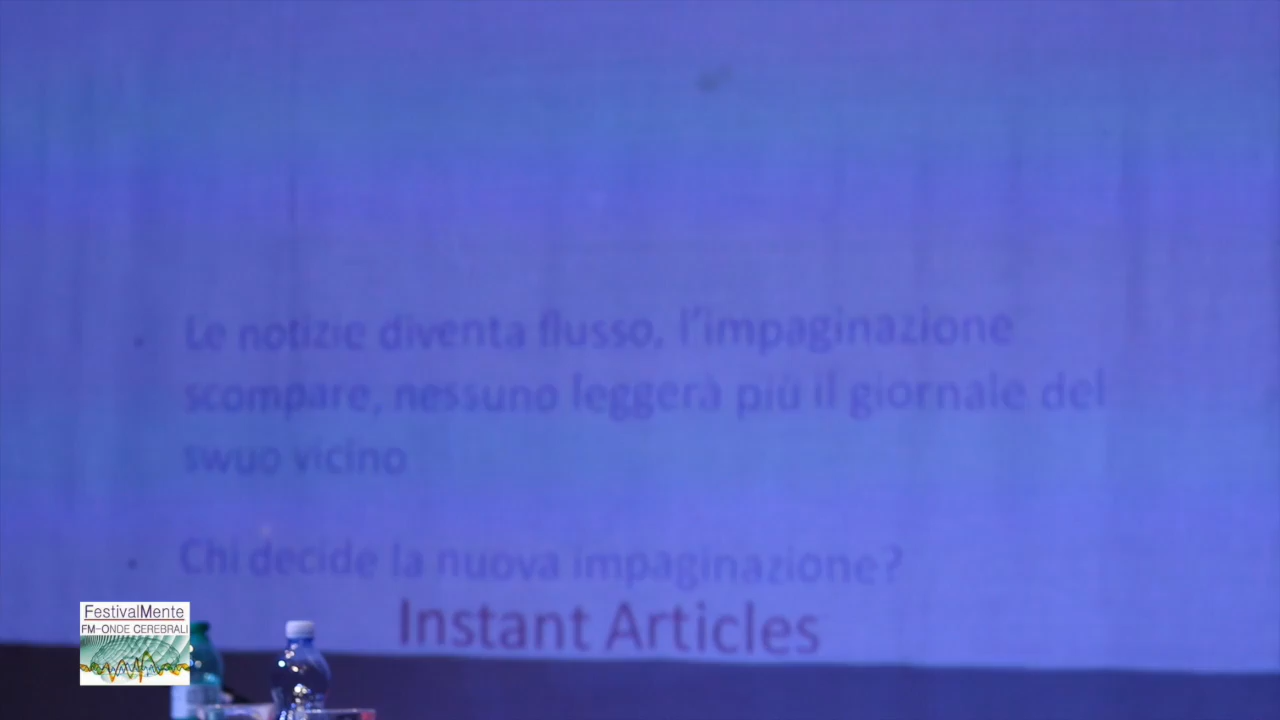 Le notizie diventa flusso, l'impaginazione
scompare, nessuno leggerà più il giornale del
swuo vicino
Chi decide la nuova impaginazione?
Instant Articles
FestivalMente
FM-ONDE CEREBRALI